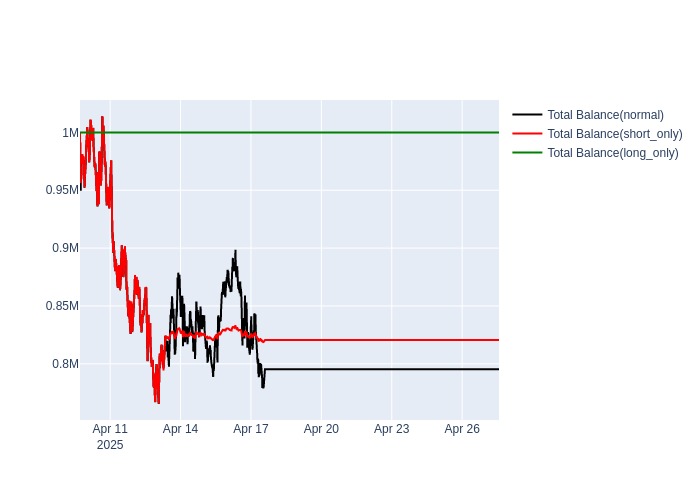 Total Balance(normal)
Total Balance(short_only)
Total Balance(long_only)
1M
0.95M
0.9M
0.85M
0.8M
Apr 11
2025
Apr 14
Apr 17
Apr 20
Apr 23
Apr 26